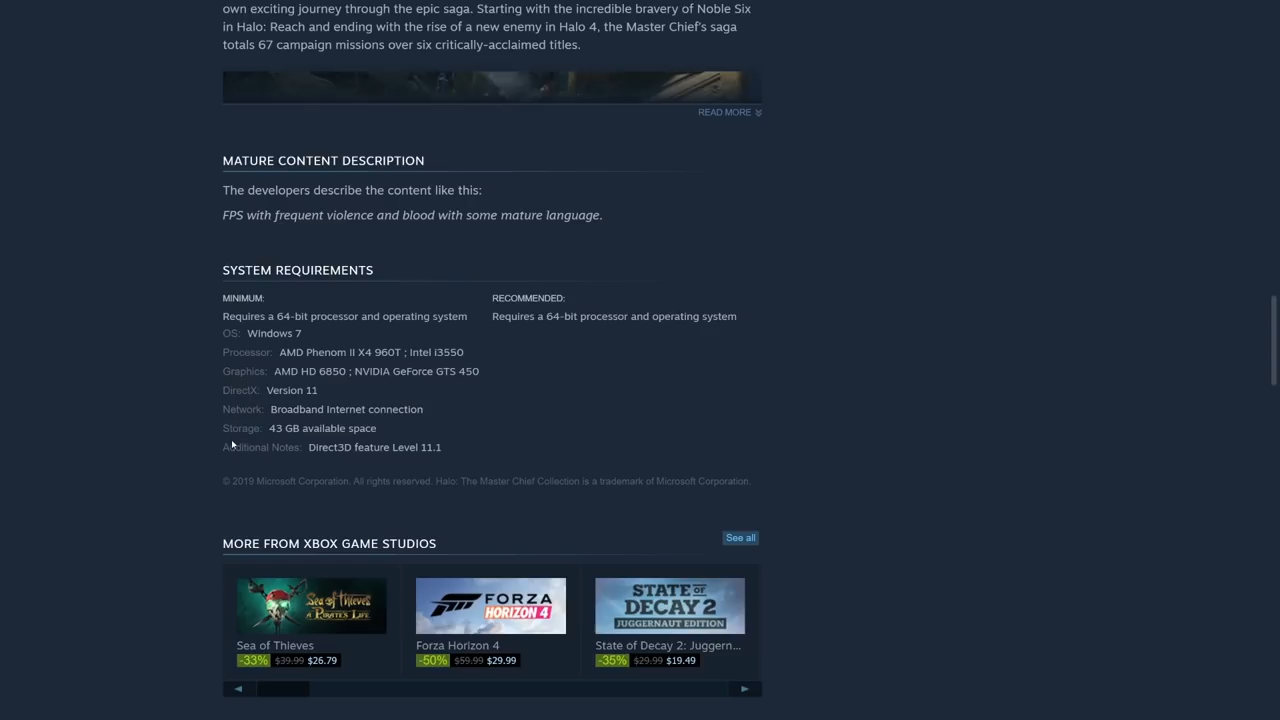 own exciting journey through the epic saga. Starting with the incredible bravery of Noble Six
in Halo: Reach and ending with the rise of a new enemy in Halo 4, the Master Chief's saga
totals 67 campaign missions over six critically-acclaimed titles.
READ MORE
MATURE CONTENT DESCRIPTION
The developers describe the content like this:
FPS with frequent violence and blood with some mature language.
SYSTEM REQUIREMENTS
MINIMUM:
Requires a 64-bit processor and operating system
OS: Windows 7
Processor: AMD Phenom II X4 960T ; Intel i3550
Graphics: AMD HD 6850 ; NVIDIA GeForce GTS 450
DirectX: Version 11
Network: Broadband Internet connection
Storage: 43 GB available space
Additional Notes: Direct3D feature Level 11.1
RECOMMENDED:
Requires a 64-bit processor and operating system
© 2019 Microsoft Corporation. All rights reserved. Halo: The Master Chief Collection is a trademark of Microsoft Corporation.
MORE FROM XBOX GAME STUDIOS
See all
Sea of Thieves
A Pirate's Life
Sea of Thieves
-33% $39.99 $26.79
FORZA
HORIZON 4
Forza Horizon 4
-50% $59.99 $29.99
STATE OF
DECAY 2
JUGGERNAUT EDITION
State of Decay 2: Juggern...
-35% $29.99 $19.49